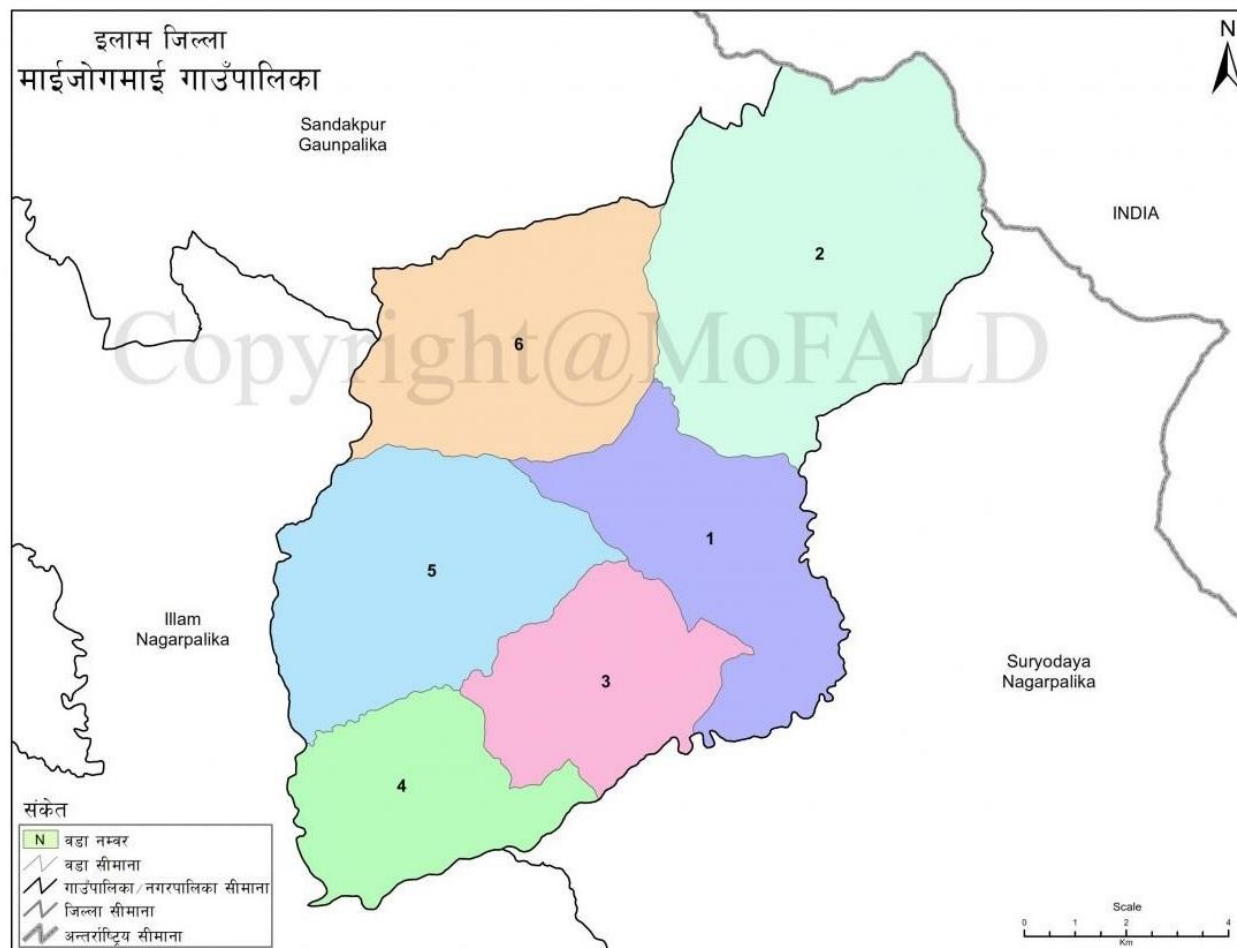 इलाम जिल्ला
माईजोगमाई गाउँपालिका
N
Sandakpur
Gaunpalika
INDIA
2
6
Copyright@MoFALD
1
5
Illam
Nagarpalika
Suryodaya
Nagarpalika
3
4
संकेत
N वडा नम्वर
वडा सीमाना
गाउँपालिका/नगरपालिका सीमाना
जिल्ला सीमाना
अन्तर्राष्ट्रिय सीमाना
Scale
0 1 2 4
Km